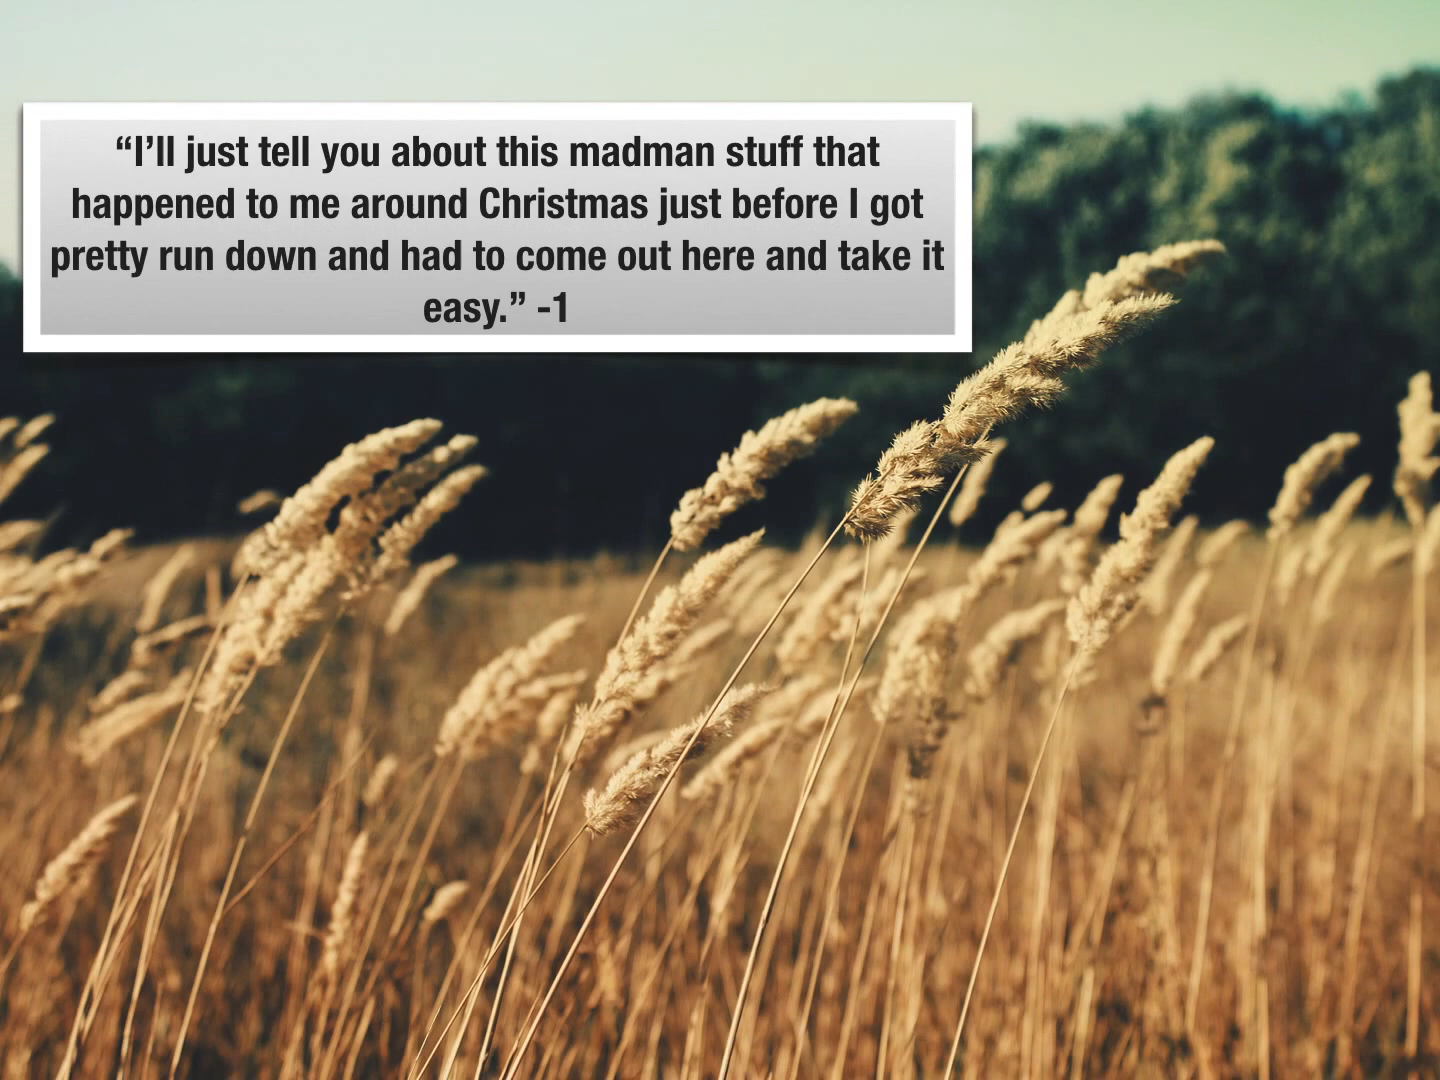 “I’ll just tell you about this madman stuff that
happened to me around Christmas just before I got
pretty run down and had to come out here and take it
easy.” -1